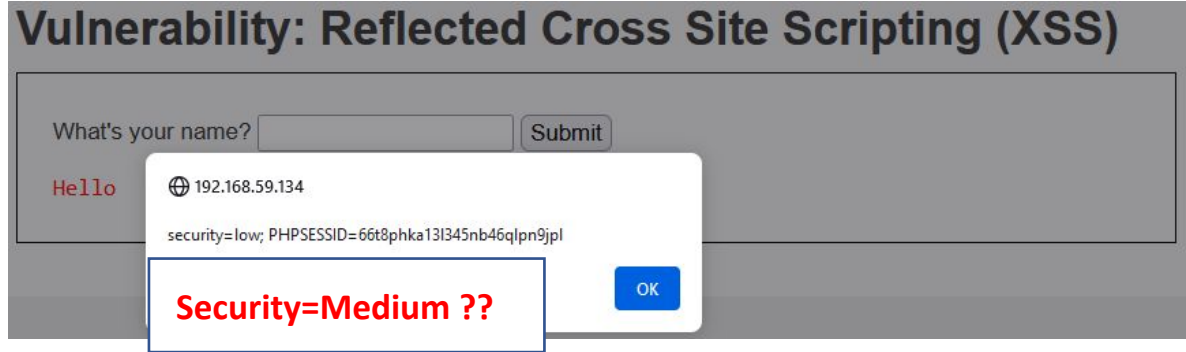 Vulnerability: Reflected Cross Site Scripting (XSS)
What's your name? Submit
Hello
192.168.59.134
security=low; PHPSESSID=66t8phka13l345nb46qlpn9jpl
OK
Security=Medium ??